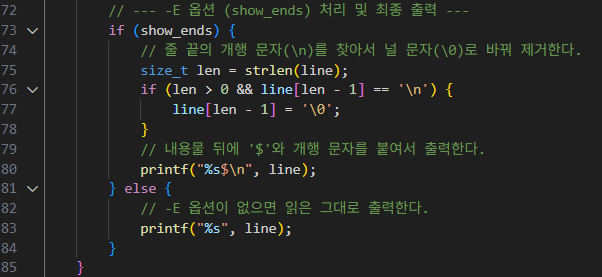 72 // --- -E 옵션 (show_ends) 처리 및 최종 출력 ---
73 if (show_ends) {
74 // 줄 끝의 개행 문자(\n)를 찾아서 널 문자(\0)로 바꿔 제거한다.
75 size_t len = strlen(line);
76 if (len > 0 && line[len - 1] == '\n') {
77 line[len - 1] = '\0';
78 }
79 // 내용물 뒤에 '$'와 개행 문자를 붙여서 출력한다.
80 printf("%s$\n", line);
81 } else {
82 // -E 옵션이 없으면 읽은 그대로 출력한다.
83 printf("%s", line);
84 }
85 }